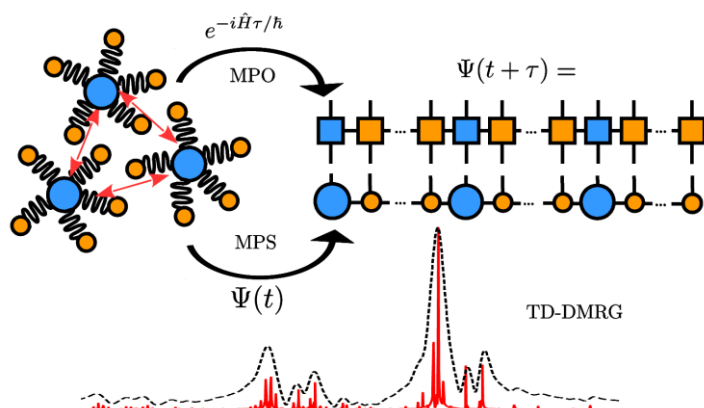 e^{-iĤτ/ħ}
MPO
Ψ(t + τ) =
... ... ... ...
... ... ... ...
MPS
Ψ(t)
TD-DMRG